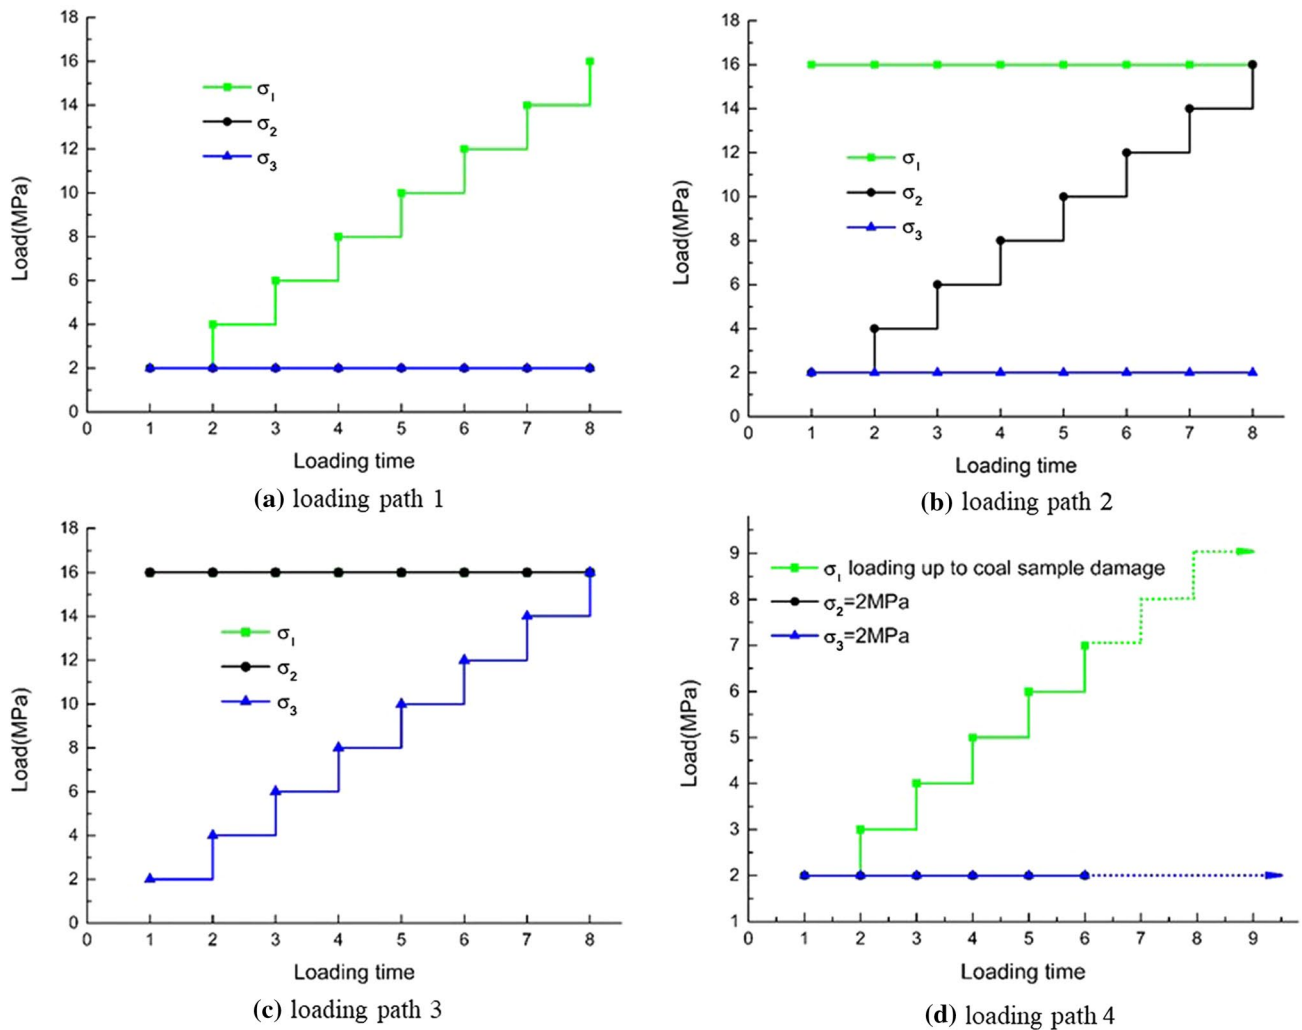 18
16
14
12
10
8
6
4
2
0
Load(MPa)
σ1
σ2
σ3
0 1 2 3 4 5 6 7 8
Loading time
(a) loading path 1
18
16
14
12
10
8
6
4
2
0
Load(MPa)
σ1
σ2
σ3
0 1 2 3 4 5 6 7 8
Loading time
(b) loading path 2
18
16
14
12
10
8
6
4
2
0
Load(MPa)
σ1
σ2
σ3
0 1 2 3 4 5 6 7 8
Loading time
(c) loading path 3
9
8
7
6
5
4
3
2
1
Load(MPa)
σ1 loading up to coal sample damage
σ2=2MPa
σ3=2MPa
0 1 2 3 4 5 6 7 8 9
Loading time
(d) loading path 4